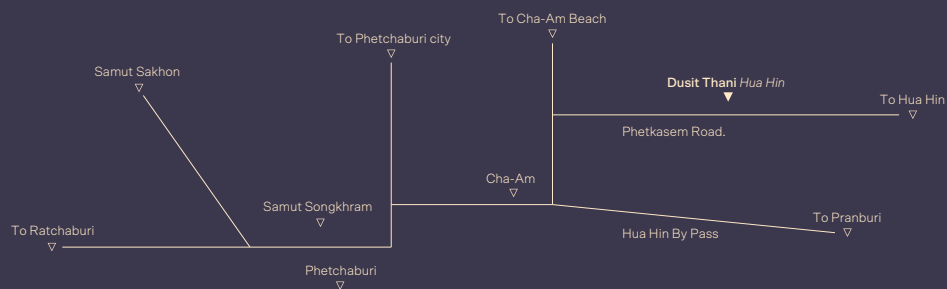 To Cha-Am Beach
To Phetchaburi city
Samut Sakhon
Dusit Thani Hua Hin
To Hua Hin
Phetkasem Road.
Cha-Am
Samut Songkhram
To Pranburi
To Ratchaburi
Hua Hin By Pass
Phetchaburi